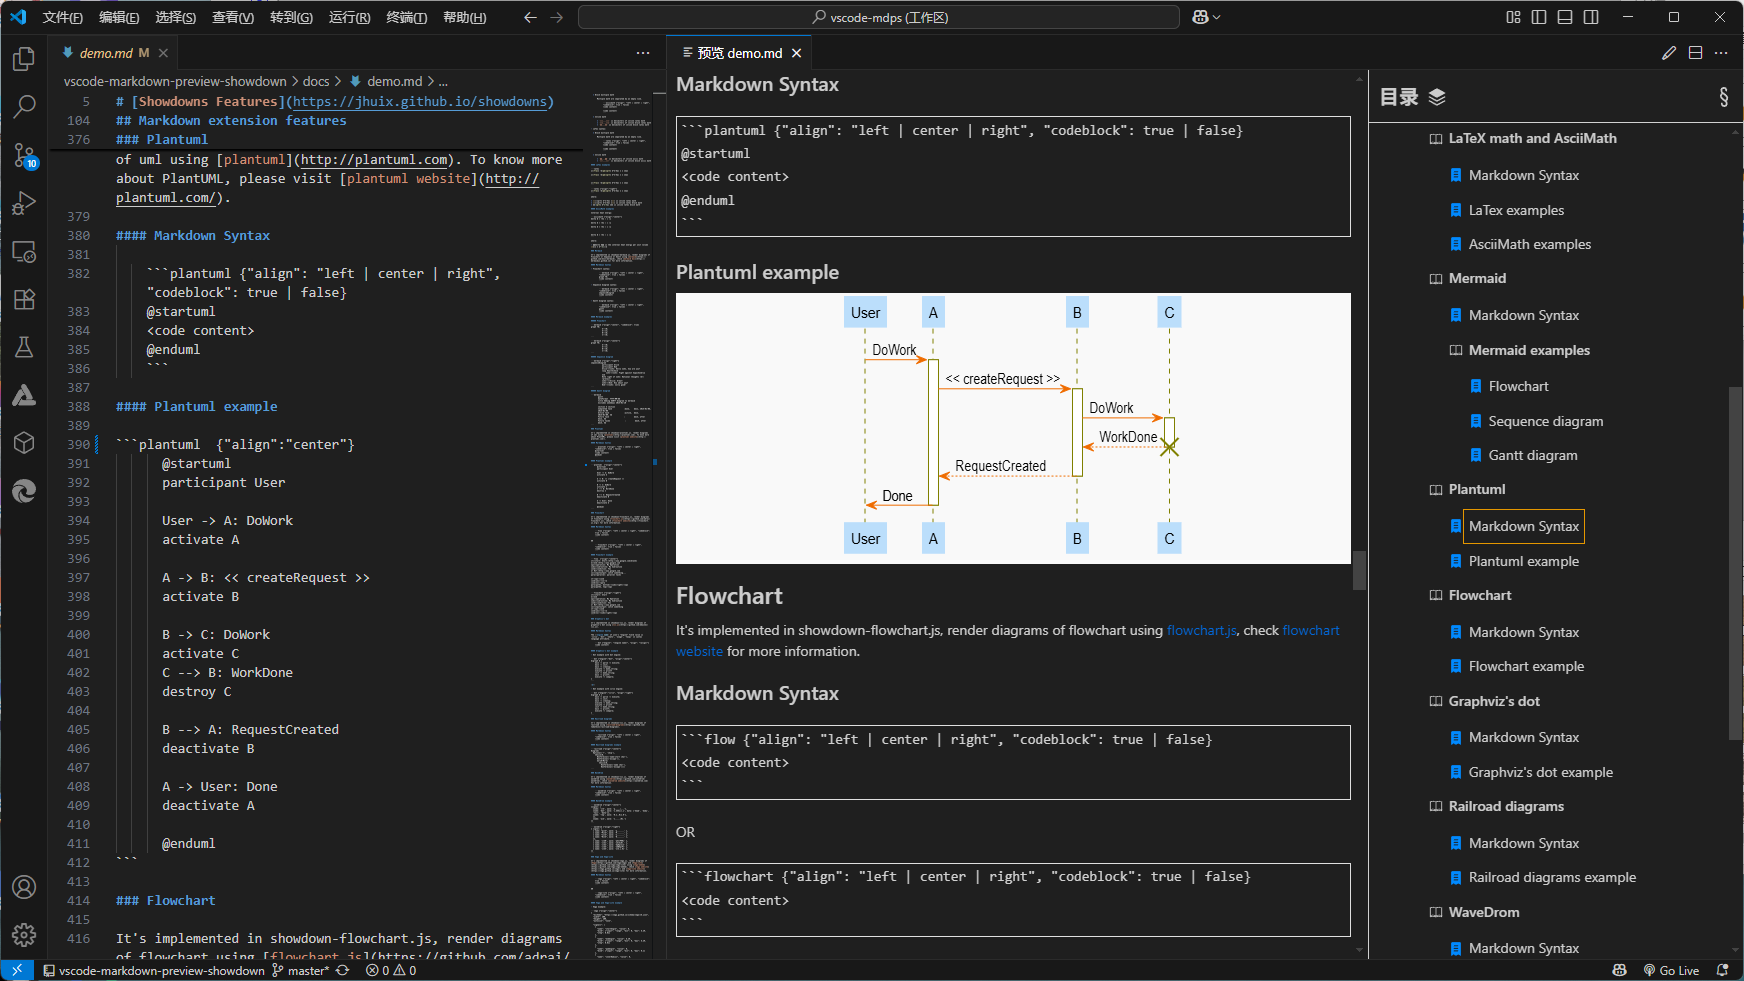 文件(F) 编辑(E) 选择(S) 查看(V) 转到(G) 运行(R) 终端(T) 帮助(H)
vscode-mdps (工作区)
demo.md M
vscode-markdown-preview-showdown > docs > demo.md > ...
5 # [Showdowns Features](https://jhuix.github.io/showdowns)
104 ## Markdown extension features
376 ### Plantuml
of uml using [plantuml](http://plantuml.com). To know more
about PlantUML, please visit [plantuml website](http://
plantuml.com/).
379
380 #### Markdown Syntax
381
382 ```plantuml {"align": "left | center | right",
"codeblock": true | false}
383 @startuml
384 <code content>
385 @enduml
386 ```
387
388 #### Plantuml example
389
390 ```plantuml  {"align":"center"}
391 @startuml
392 participant User
393
394 User -> A: DoWork
395 activate A
396
397 A -> B: << createRequest >>
398 activate B
399
400 B -> C: DoWork
401 activate C
402 C --> B: WorkDone
403 destroy C
404
405 B --> A: RequestCreated
406 deactivate B
407
408 A -> User: Done
409 deactivate A
410
411 @enduml
412 ```
413
414 ### Flowchart
415
416 It's implemented in showdown-flowchart.js, render diagrams
of flowchart using [flowchart.js](https://github.com/adrai/
预览 demo.md
Markdown Syntax
```plantuml {"align": "left | center | right", "codeblock": true | false}
@startuml
<code content>
@enduml
```
Plantuml example
User A B C
DoWork
<< createRequest >>
DoWork
WorkDone
RequestCreated
Done
User A B C
Flowchart
It's implemented in showdown-flowchart.js, render diagrams of flowchart using flowchart.js, check flowchart
website for more information.
Markdown Syntax
```flow {"align": "left | center | right", "codeblock": true | false}
<code content>
```
OR
```flowchart {"align": "left | center | right", "codeblock": true | false}
<code content>
```
目录 §
LaTeX math and AsciiMath
Markdown Syntax
LaTex examples
AsciiMath examples
Mermaid
Markdown Syntax
Mermaid examples
Flowchart
Sequence diagram
Gantt diagram
Plantuml
Markdown Syntax
Plantuml example
Flowchart
Markdown Syntax
Flowchart example
Graphviz's dot
Markdown Syntax
Graphviz's dot example
Railroad diagrams
Markdown Syntax
Railroad diagrams example
WaveDrom
Markdown Syntax
10
vscode-markdown-preview-showdown master* 0 0 Go Live